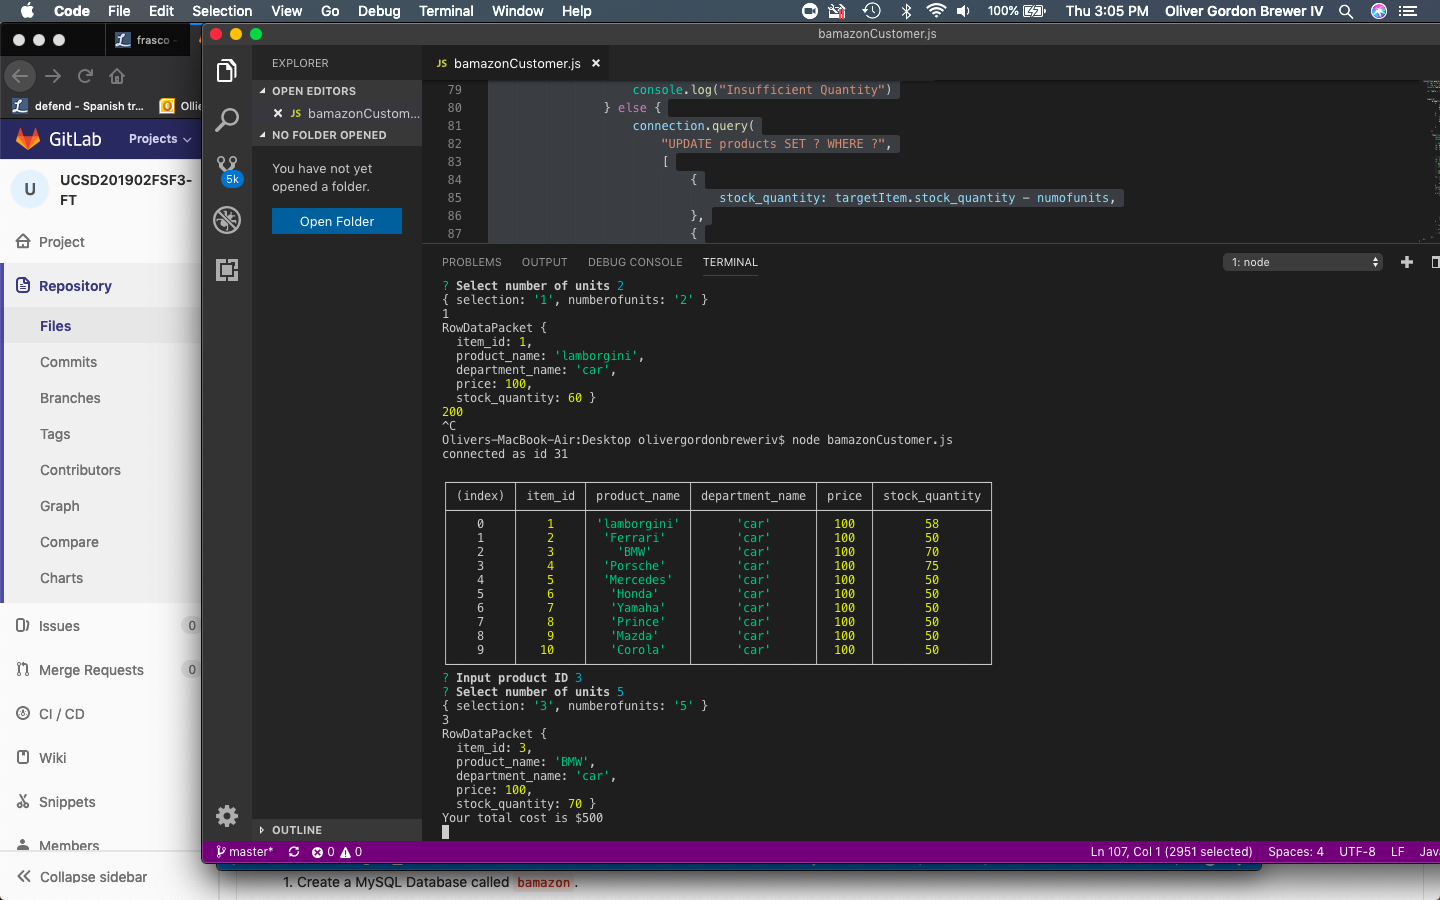 Code File Edit Selection View Go Debug Terminal Window Help 100% Thu 3:05 PM Oliver Gordon Brewer IV
bamazonCustomer.js
frasco
defend - Spanish tr...
Ollie
GitLab Projects
U UCSD201902FSF3-
FT
Project
Repository
Files
Commits
Branches
Tags
Contributors
Graph
Compare
Charts
Issues 0
Merge Requests 0
CI / CD
Wiki
Snippets
Members
Collapse sidebar
5k
EXPLORER
OPEN EDITORS
JS bamazonCustom...
NO FOLDER OPENED
You have not yet
opened a folder.
Open Folder
OUTLINE
JS bamazonCustomer.js ×
79 console.log("Insufficient Quantity")
80 } else {
81 connection.query(
82 "UPDATE products SET ? WHERE ?",
83 [
84 {
85 stock_quantity: targetItem.stock_quantity - numofunits,
86 },
87 {
PROBLEMS OUTPUT DEBUG CONSOLE TERMINAL 1: node
? Select number of units 2
{ selection: '1', numberofunits: '2' }
1
RowDataPacket {
item_id: 1,
product_name: 'lamborgini',
department_name: 'car',
price: 100,
stock_quantity: 60 }
200
^C
Olivers-MacBook-Air:Desktop olivergordonbreweriv$ node bamazonCustomer.js
connected as id 31
(index) item_id product_name department_name price stock_quantity
0 1 'lamborgini' 'car' 100 58
1 2 'Ferrari' 'car' 100 50
2 3 'BMW' 'car' 100 70
3 4 'Porsche' 'car' 100 75
4 5 'Mercedes' 'car' 100 50
5 6 'Honda' 'car' 100 50
6 7 'Yamaha' 'car' 100 50
7 8 'Prince' 'car' 100 50
8 9 'Mazda' 'car' 100 50
9 10 'Corola' 'car' 100 50
? Input product ID 3
? Select number of units 5
{ selection: '3', numberofunits: '5' }
3
RowDataPacket {
item_id: 3,
product_name: 'BMW',
department_name: 'car',
price: 100,
stock_quantity: 70 }
Your total cost is $500
master* 0 0 Ln 107, Col 1 (2951 selected) Spaces: 4 UTF-8 LF Java
1. Create a MySQL Database called bamazon.